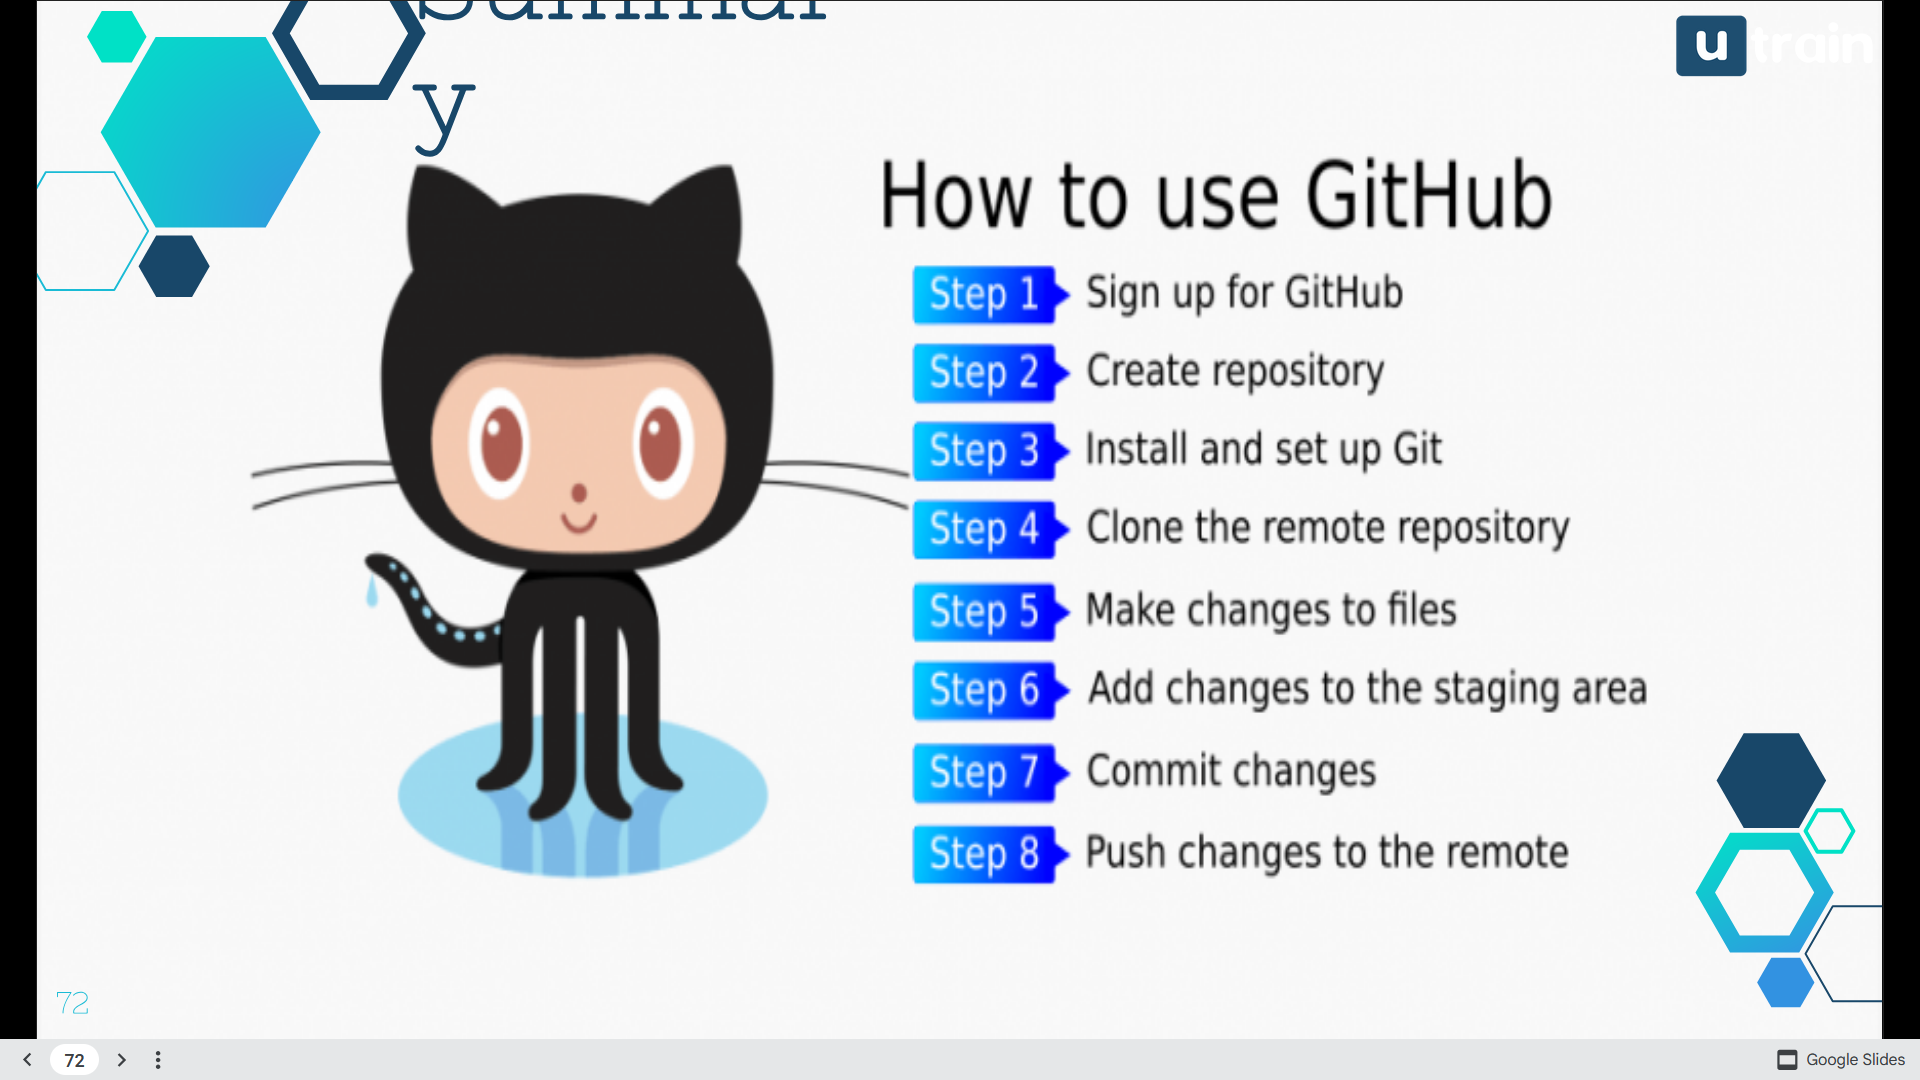 Summar
y
u train
How to use GitHub
Step 1 Sign up for GitHub
Step 2 Create repository
Step 3 Install and set up Git
Step 4 Clone the remote repository
Step 5 Make changes to files
Step 6 Add changes to the staging area
Step 7 Commit changes
Step 8 Push changes to the remote
72
72
Google Slides